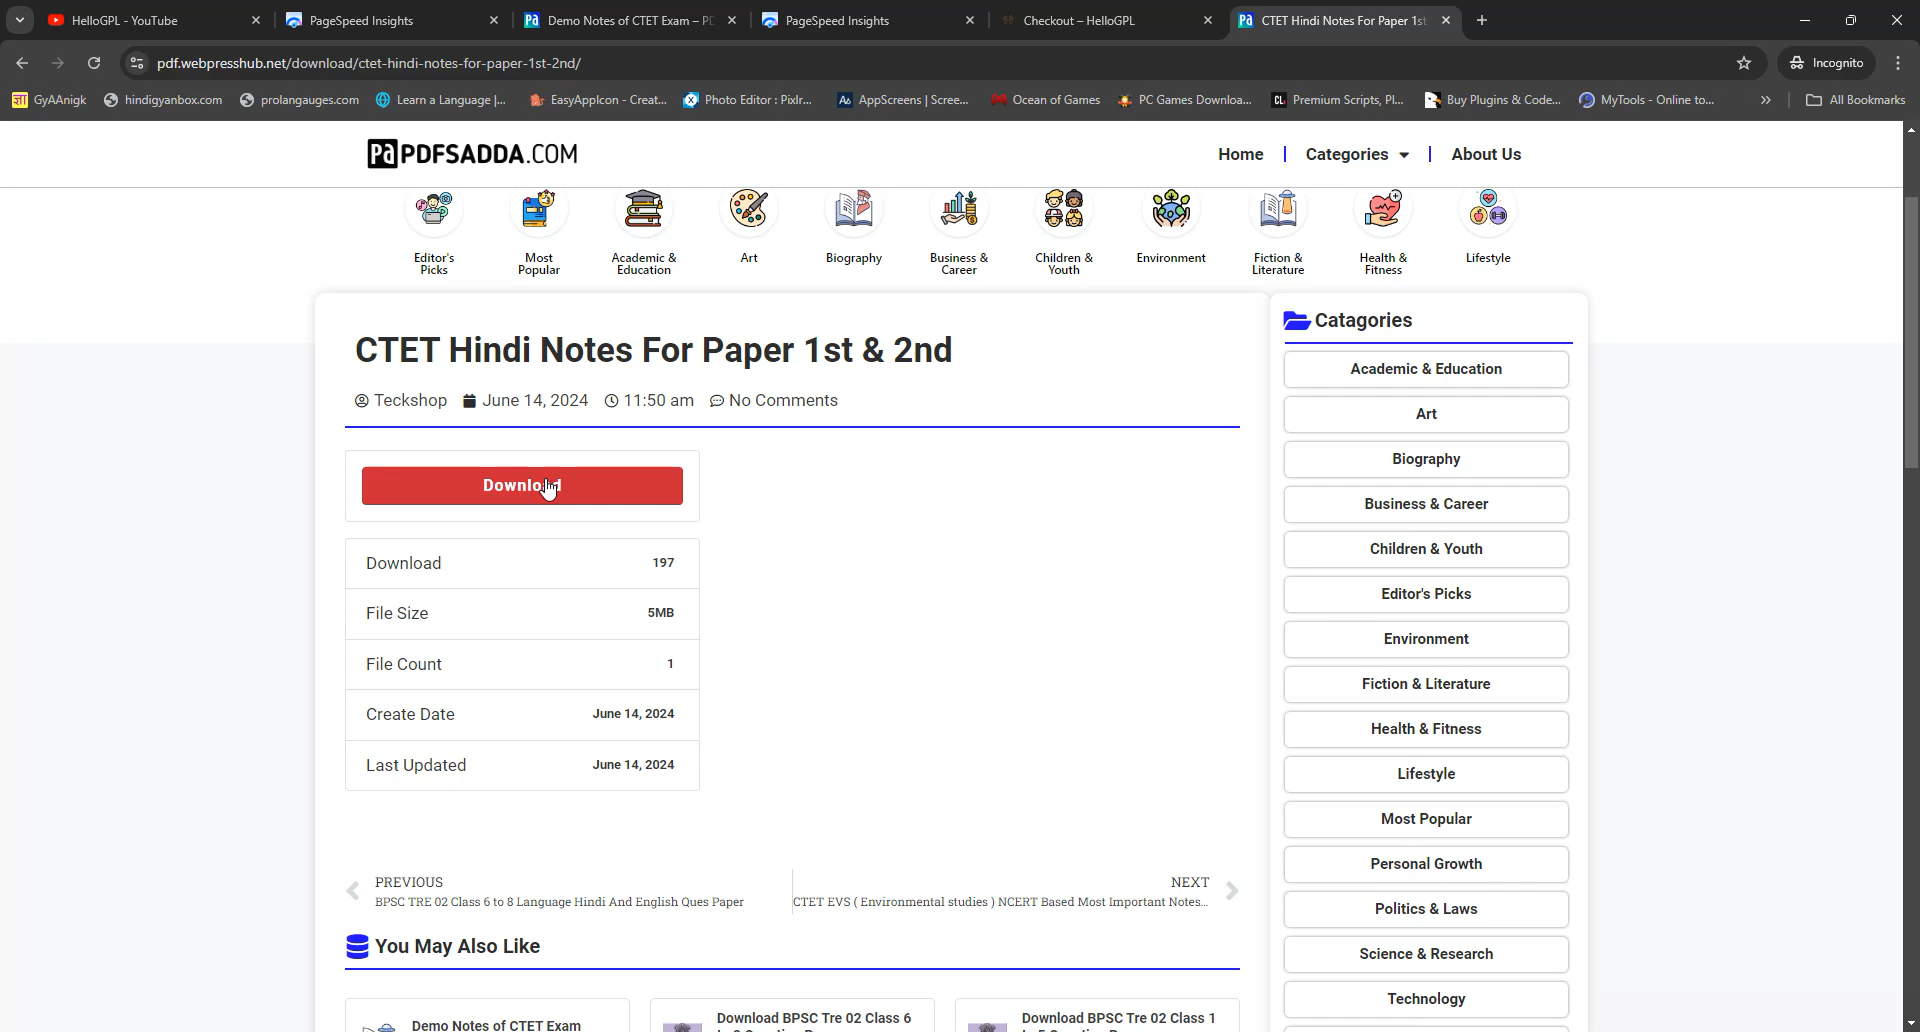 HelloGPL - YouTube
PageSpeed Insights
Demo Notes of CTET Exam – PD
PageSpeed Insights
Checkout – HelloGPL
CTET Hindi Notes For Paper 1st
pdf.webpresshub.net/download/ctet-hindi-notes-for-paper-1st-2nd/
Incognito
GyAAnigk
hindigyanbox.com
prolangauges.com
Learn a Language |...
EasyAppIcon - Creat...
Photo Editor : Pixlr...
AppScreens | Scree...
Ocean of Games
PC Games Downloa...
Premium Scripts, Pl...
Buy Plugins & Code...
MyTools - Online to...
All Bookmarks
Pa PDFSADDA.COM
Home
Categories
About Us
Editor's
Picks
Most
Popular
Academic &
Education
Art
Biography
Business &
Career
Children &
Youth
Environment
Fiction &
Literature
Health &
Fitness
Lifestyle
CTET Hindi Notes For Paper 1st & 2nd
Teckshop June 14, 2024 11:50 am No Comments
Download
Download 197
File Size 5MB
File Count 1
Create Date June 14, 2024
Last Updated June 14, 2024
PREVIOUS
BPSC TRE 02 Class 6 to 8 Language Hindi And English Ques Paper
NEXT
CTET EVS ( Environmental studies ) NCERT Based Most Important Notes...
You May Also Like
Demo Notes of CTET Exam
Download BPSC Tre 02 Class 6
Download BPSC Tre 02 Class 1
Catagories
Academic & Education
Art
Biography
Business & Career
Children & Youth
Editor's Picks
Environment
Fiction & Literature
Health & Fitness
Lifestyle
Most Popular
Personal Growth
Politics & Laws
Science & Research
Technology